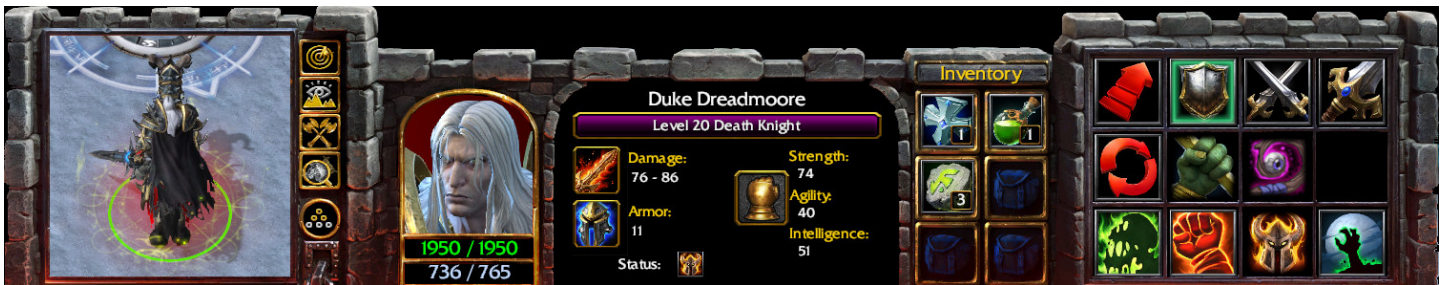 Duke Dreadmoore
Level 20 Death Knight
Damage:
76 - 86
Armor:
11
Status:
Strength:
74
Agility:
40
Intelligence:
51
1950 / 1950
736 / 765
Inventory
1
1
3